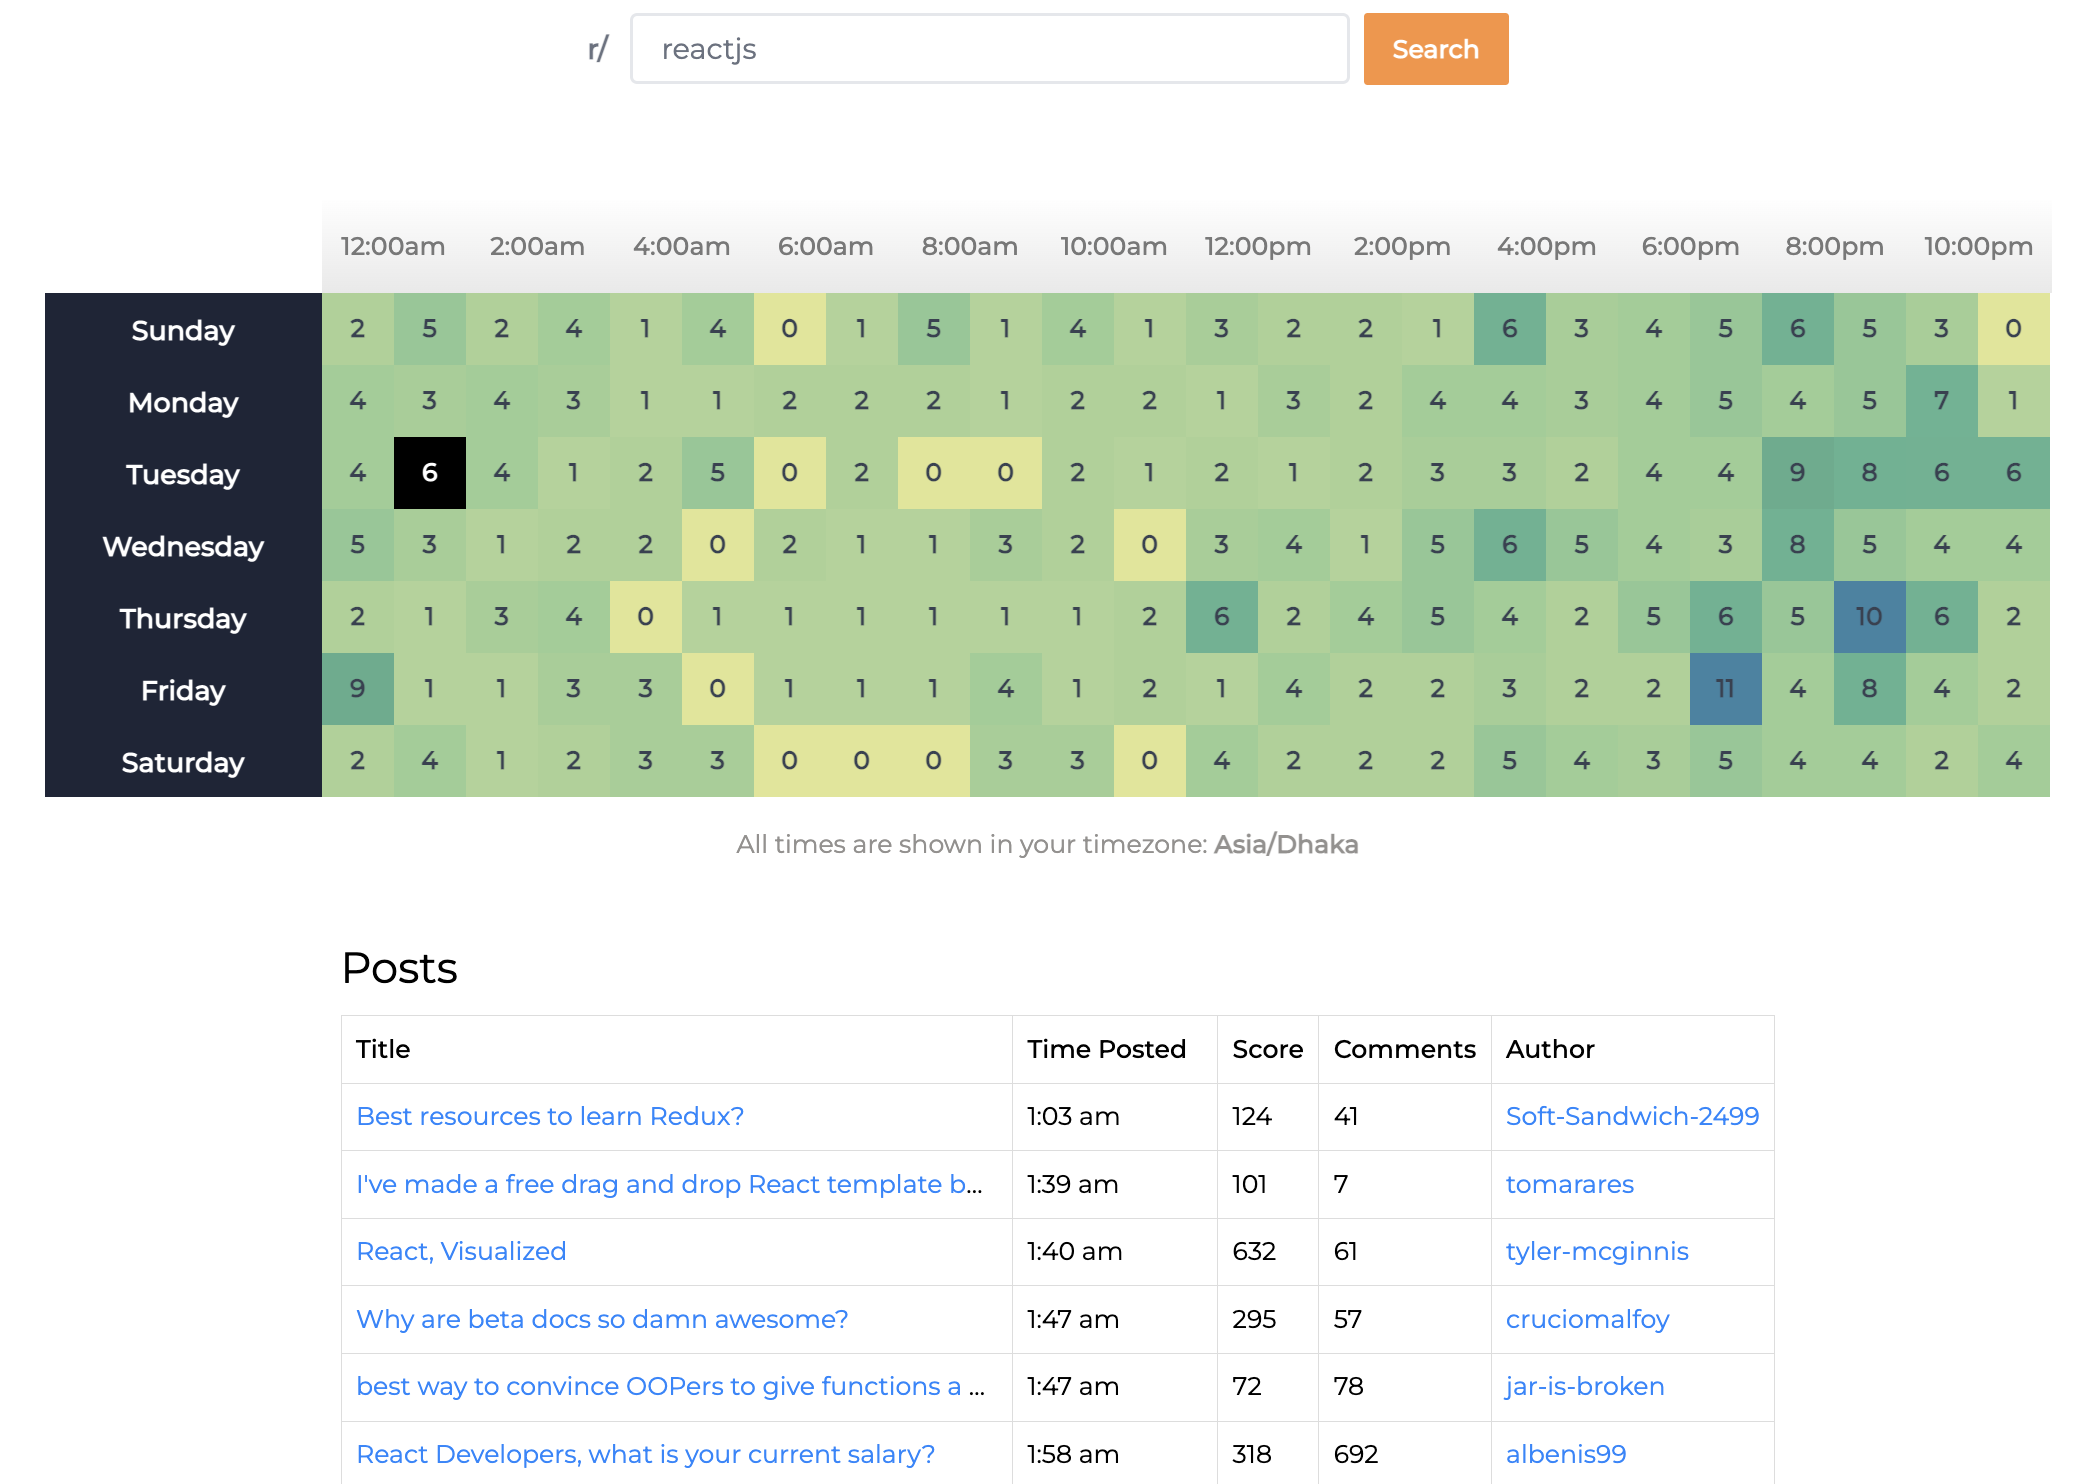 r/ reactjs Search
12:00am 2:00am 4:00am 6:00am 8:00am 10:00am 12:00pm 2:00pm 4:00pm 6:00pm 8:00pm 10:00pm
Sunday 2 5 2 4 1 4 0 1 5 1 4 1 3 2 2 1 6 3 4 5 6 5 3 0
Monday 4 3 4 3 1 1 2 2 2 1 2 2 1 3 2 4 4 3 4 5 4 5 7 1
Tuesday 4 6 4 1 2 5 0 2 0 0 2 1 2 1 2 3 3 2 4 4 9 8 6 6
Wednesday 5 3 1 2 2 0 2 1 1 3 2 0 3 4 1 5 6 5 4 3 8 5 4 4
Thursday 2 1 3 4 0 1 1 1 1 1 1 2 6 2 4 5 4 2 5 6 5 10 6 2
Friday 9 1 1 3 3 0 1 1 1 4 1 2 1 4 2 2 3 2 2 11 4 8 4 2
Saturday 2 4 1 2 3 3 0 0 0 3 3 0 4 2 2 2 5 4 3 5 4 4 2 4
All times are shown in your timezone: Asia/Dhaka
Posts
Title Time Posted Score Comments Author
Best resources to learn Redux? 1:03 am 124 41 Soft-Sandwich-2499
I've made a free drag and drop React template b... 1:39 am 101 7 tomarares
React, Visualized 1:40 am 632 61 tyler-mcginnis
Why are beta docs so damn awesome? 1:47 am 295 57 cruciomalfoy
best way to convince OOPers to give functions a ... 1:47 am 72 78 jar-is-broken
React Developers, what is your current salary? 1:58 am 318 692 albenis99